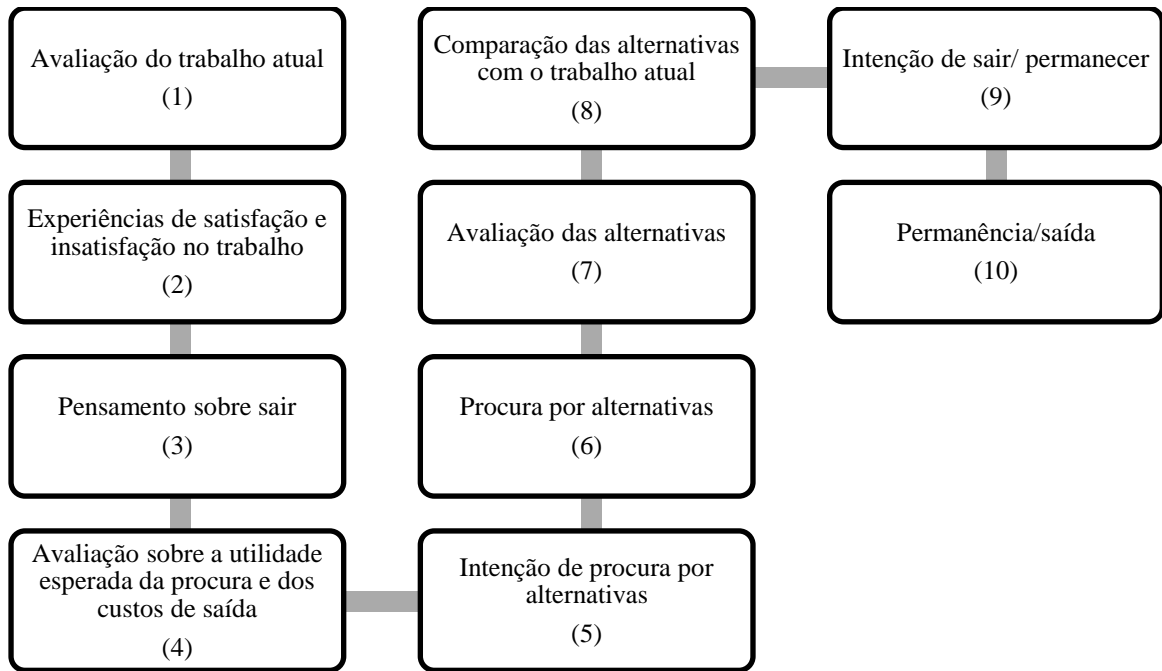 Avaliação do trabalho atual
(1)
Experiências de satisfação e
insatisfação no trabalho
(2)
Pensamento sobre sair
(3)
Avaliação sobre a utilidade
esperada da procura e dos
custos de saída
(4)
Intenção de procura por
alternativas
(5)
Procura por alternativas
(6)
Avaliação das alternativas
(7)
Comparação das alternativas
com o trabalho atual
(8)
Intenção de sair/ permanecer
(9)
Permanência/saída
(10)